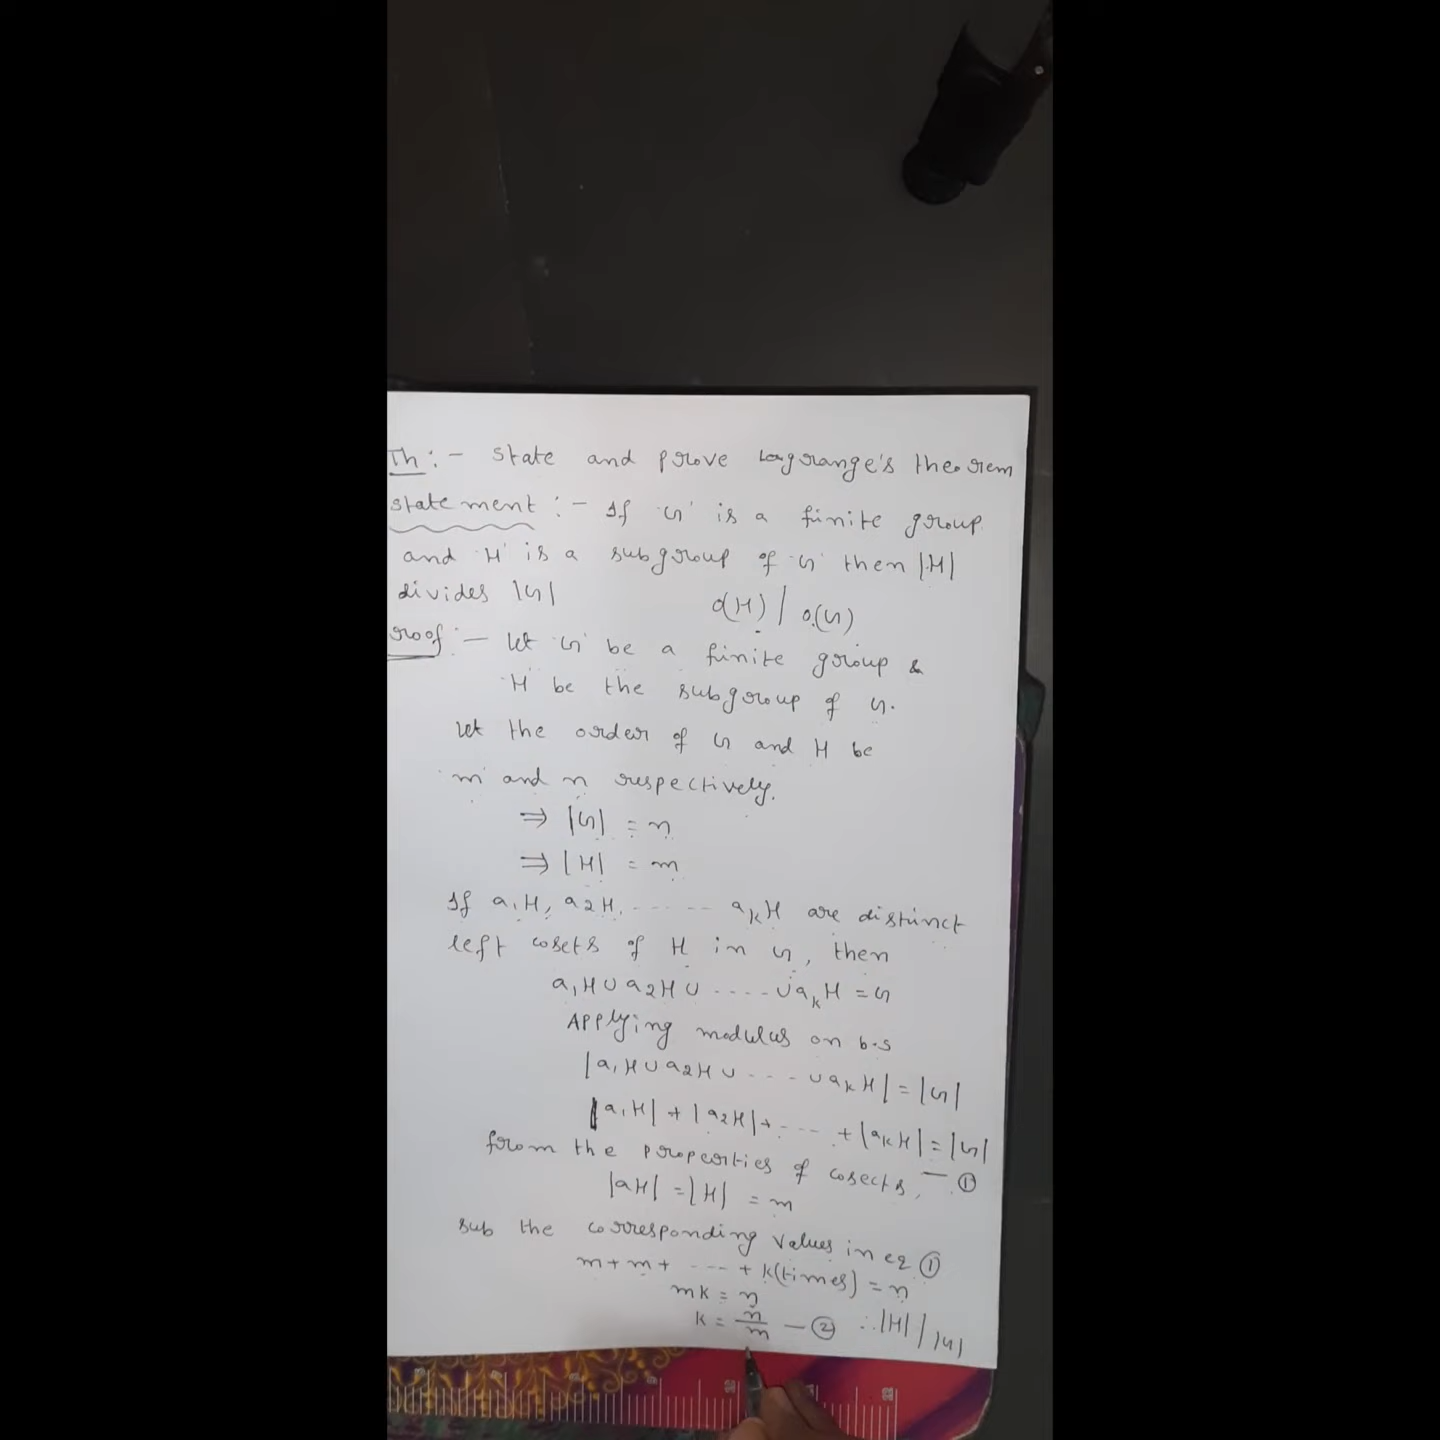 Th :- State and prove Lagrange's theorem
Statement :- If 'G' is a finite group
and 'H' is a subgroup of 'G' then |H|
divides |G| O(H) / O(G)
roof :- Let 'G' be a finite group &
'H' be the subgroup of G.
Let the order of G and H be
m and n respectively.
⇒ |G| = n
⇒ |H| = m
If a₁H, a₂H, ------ aₖH are distinct
left cosets of H in G, then
a₁H ∪ a₂H ∪ ---- ∪ aₖH = G
Applying modulus on b.s
|a₁H ∪ a₂H ∪ ---- ∪ aₖH| = |G|
|a₁H| + |a₂H| + ---- + |aₖH| = |G|
from the properties of cosects, — ①
|aH| = |H| = m
sub the corresponding values in eq ①
m + m + ---- + k(times) = n
mk = n
k = n/m — ② ∴ |H| / |G|